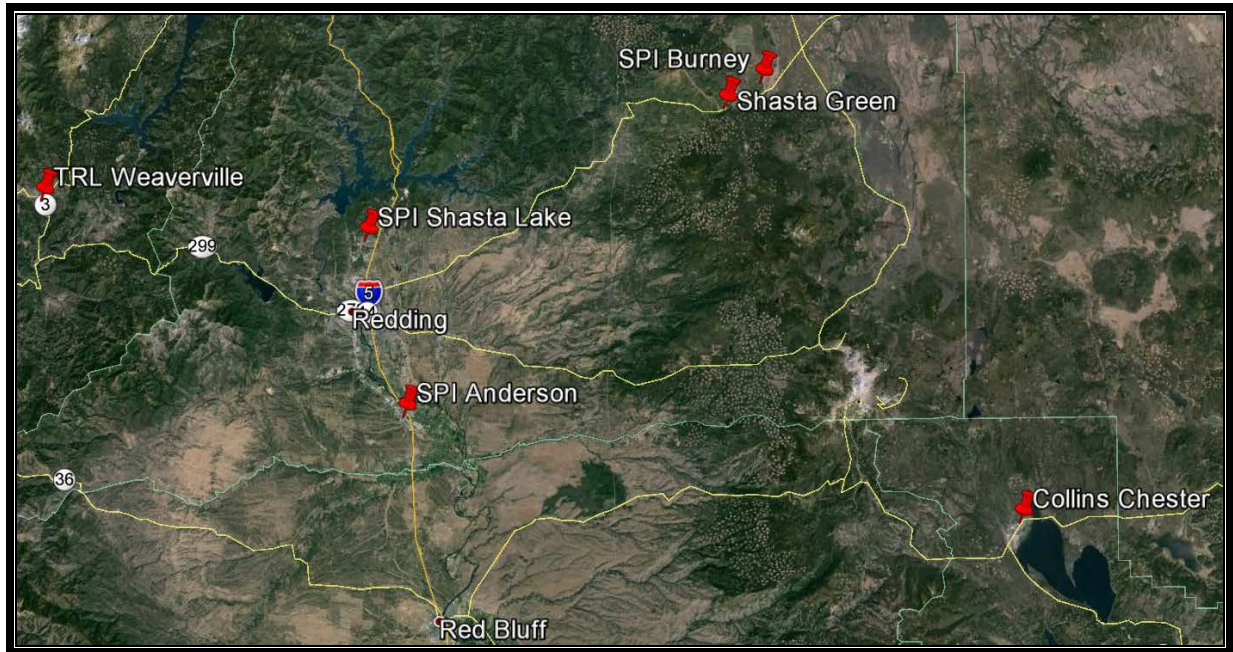 SPI Burney
Shasta Green
TRL Weaverville
3
SPI Shasta Lake
299
5
Redding
SPI Anderson
36
Collins Chester
Red Bluff